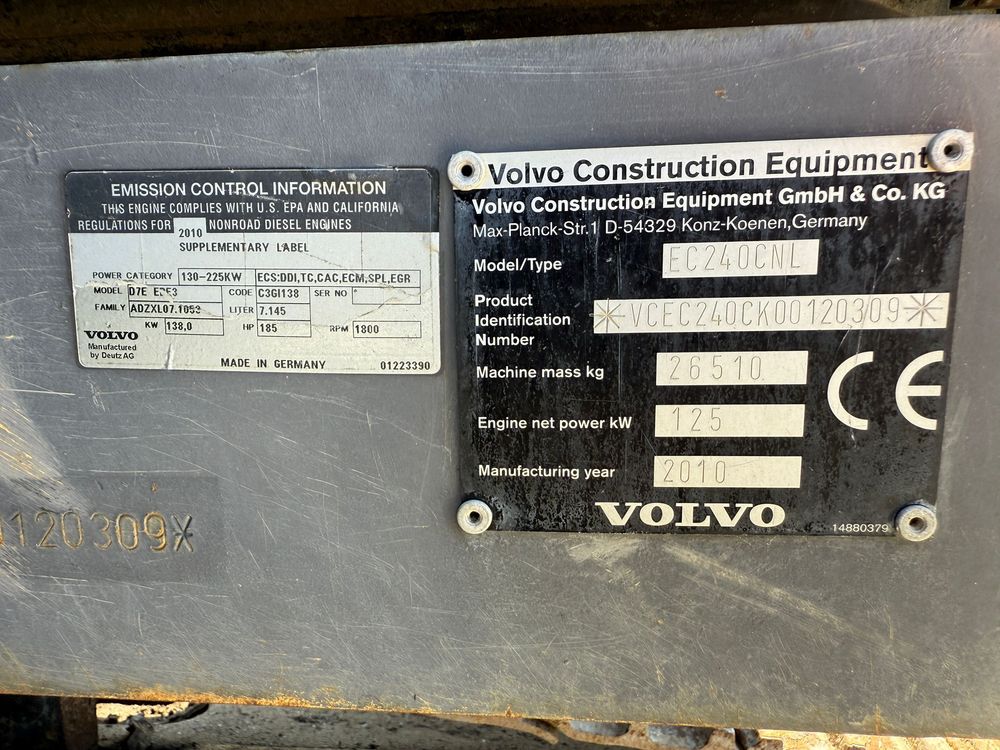 EMISSION CONTROL INFORMATION
THIS ENGINE COMPLIES WITH U.S. EPA AND CALIFORNIA
REGULATIONS FOR 2010 NONROAD DIESEL ENGINES
SUPPLEMENTARY LABEL
POWER CATEGORY 130-225KW ECS:DDI,TC,CAC,ECM,SPL,EGR
MODEL D7E CODE C3GI138 SER NO *
FAMILY ADZXL07.1053 LITER 7.145
KW 138,0 HP 185 RPM 1800
VOLVO
Manufactured
by Deutz AG
MADE IN GERMANY 01223390
0120309*
Volvo Construction Equipment
Volvo Construction Equipment GmbH & Co. KG
Max-Planck-Str.1 D-54329 Konz-Koenen,Germany
Model/Type EC240CNL
Product
Identification *VCEC240CK00120309*
Number
Machine mass kg 26510
Engine net power kW 125
Manufacturing year 2010
VOLVO
14880379
CE